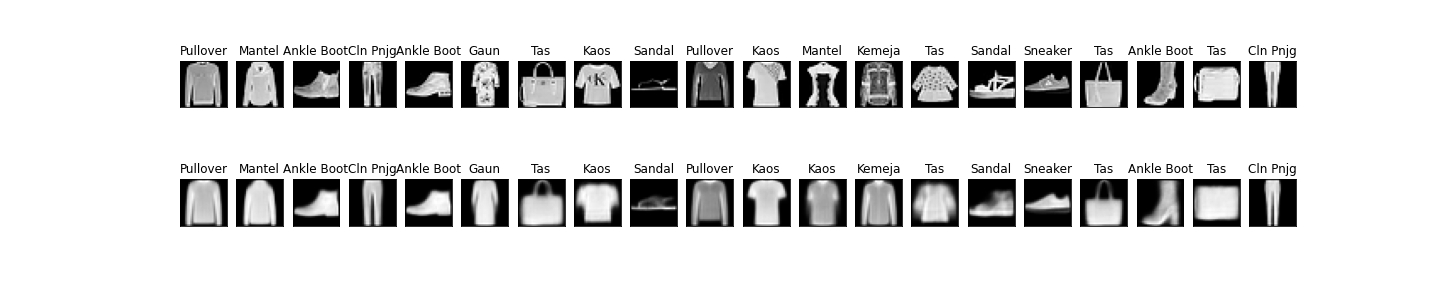 Pullover Mantel Ankle Boot Cln Pnjg Ankle Boot Gaun Tas Kaos Sandal Pullover Kaos Mantel Kemeja Tas Sandal Sneaker Tas Ankle Boot Tas Cln Pnjg
K
Pullover Mantel Ankle Boot Cln Pnjg Ankle Boot Gaun Tas Kaos Sandal Pullover Kaos Kaos Kemeja Tas Sandal Sneaker Tas Ankle Boot Tas Cln Pnjg